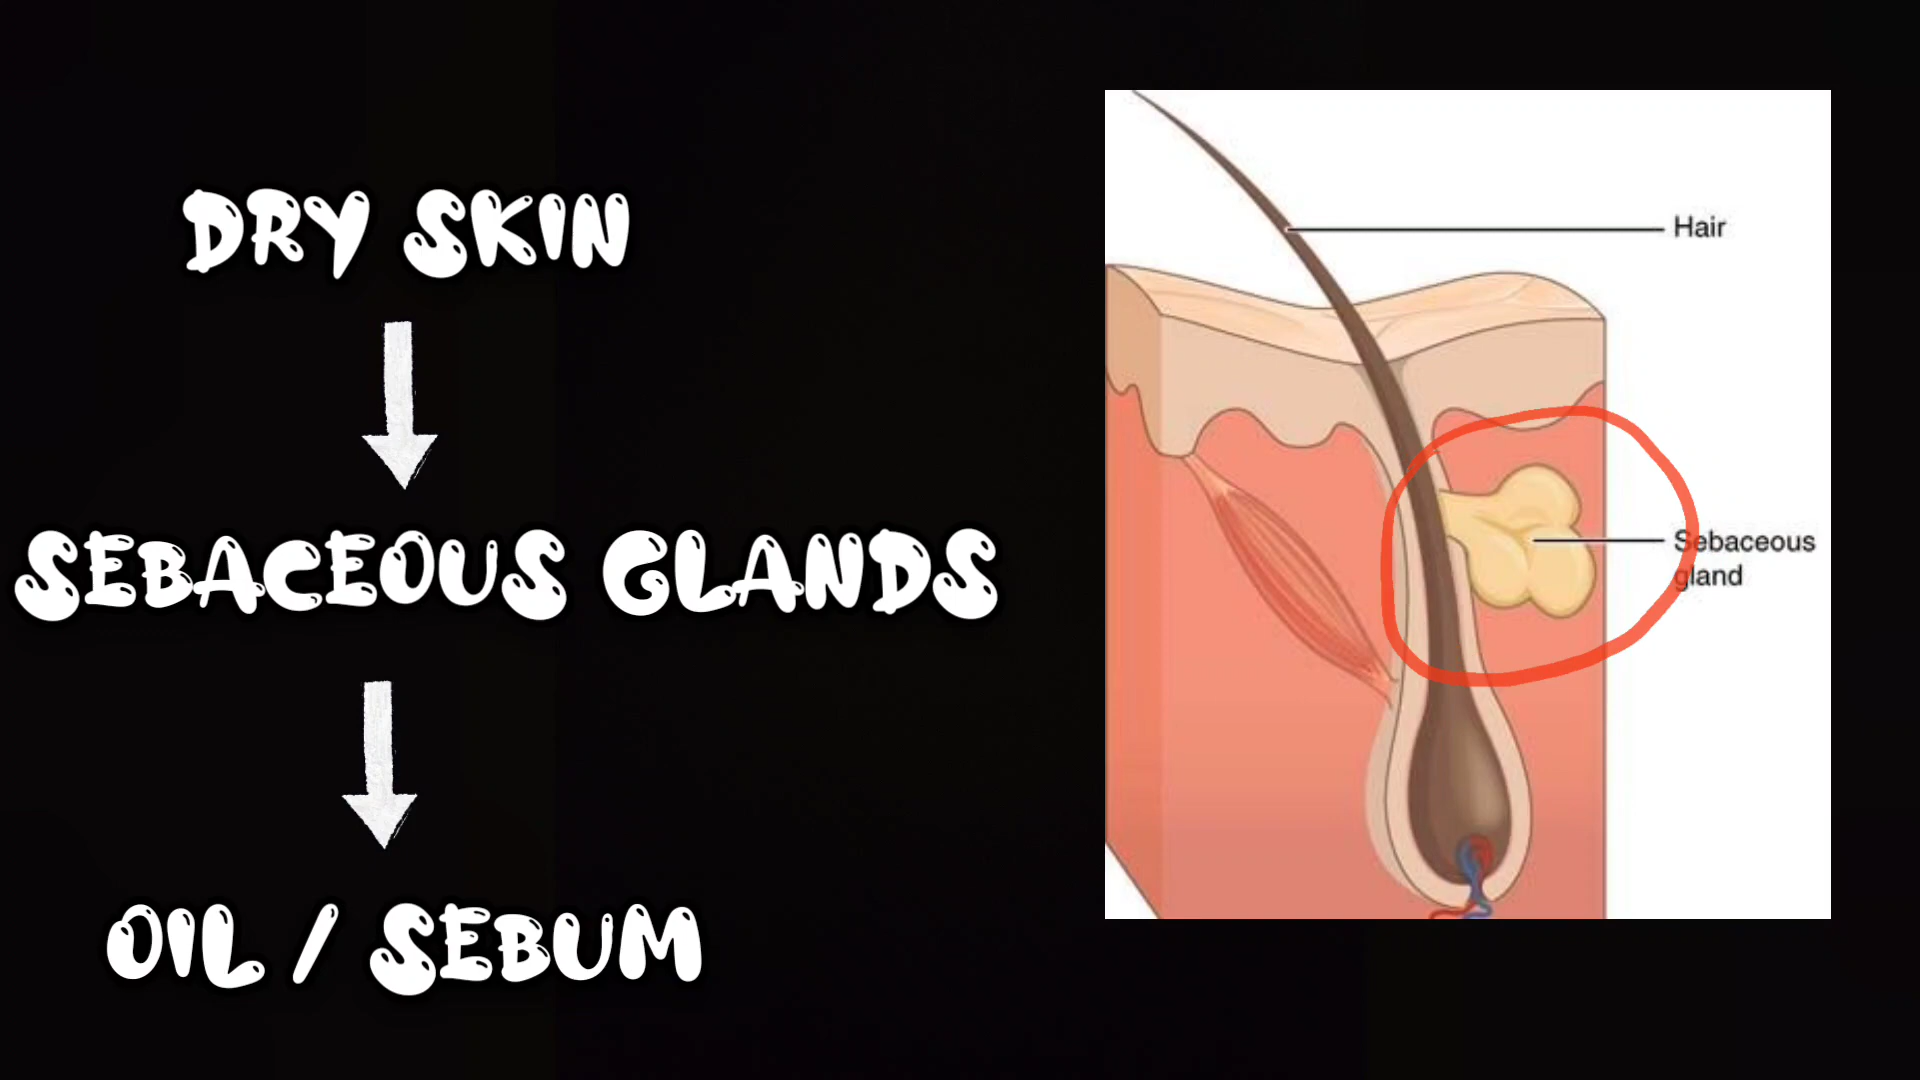 DRY SKIN
SEBACEOUS GLANDS
OIL / SEBUM
Hair
Sebaceous
gland